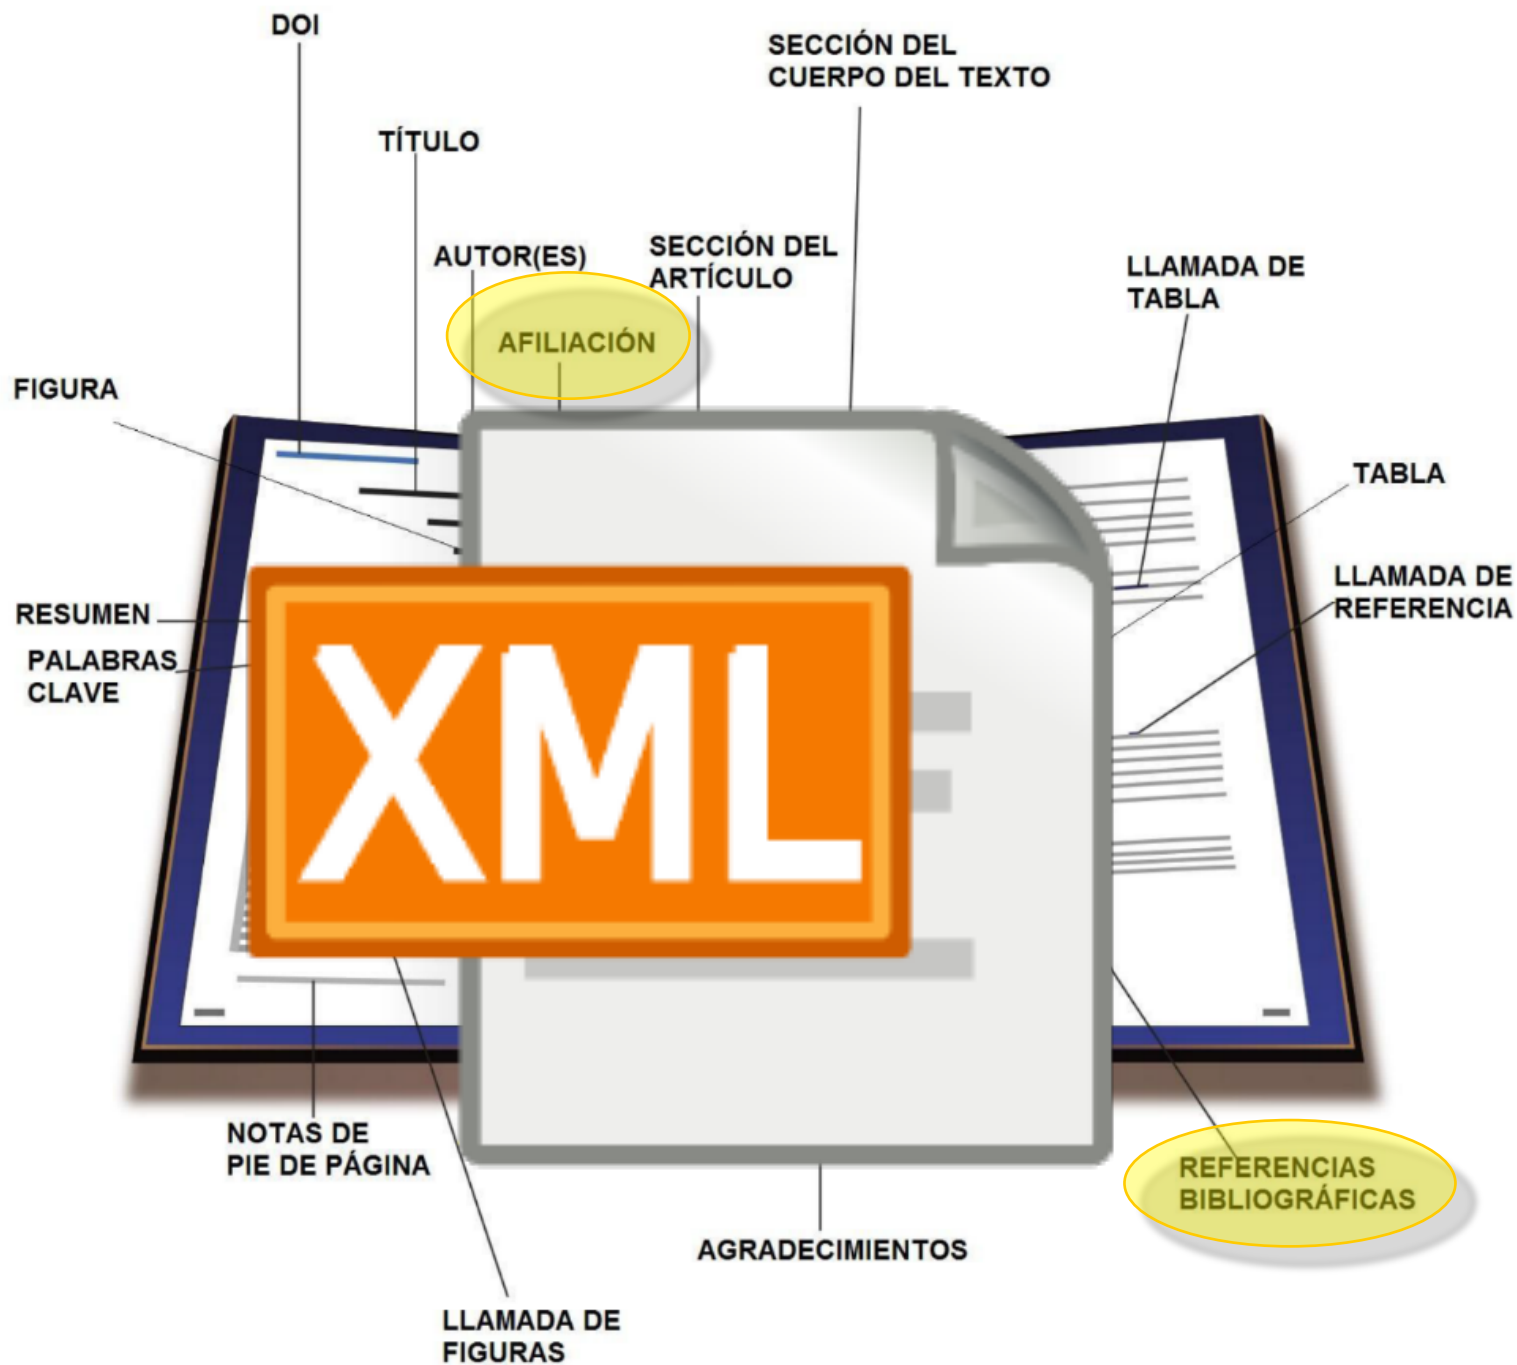 DOI
SECCIÓN DEL
CUERPO DEL TEXTO
TÍTULO
AUTOR(ES)
SECCIÓN DEL
ARTÍCULO
LLAMADA DE
TABLA
AFILIACIÓN
FIGURA
TABLA
LLAMADA DE
REFERENCIA
RESUMEN
PALABRAS
CLAVE
XML
NOTAS DE
PIE DE PÁGINA
REFERENCIAS
BIBLIOGRÁFICAS
AGRADECIMIENTOS
LLAMADA DE
FIGURAS